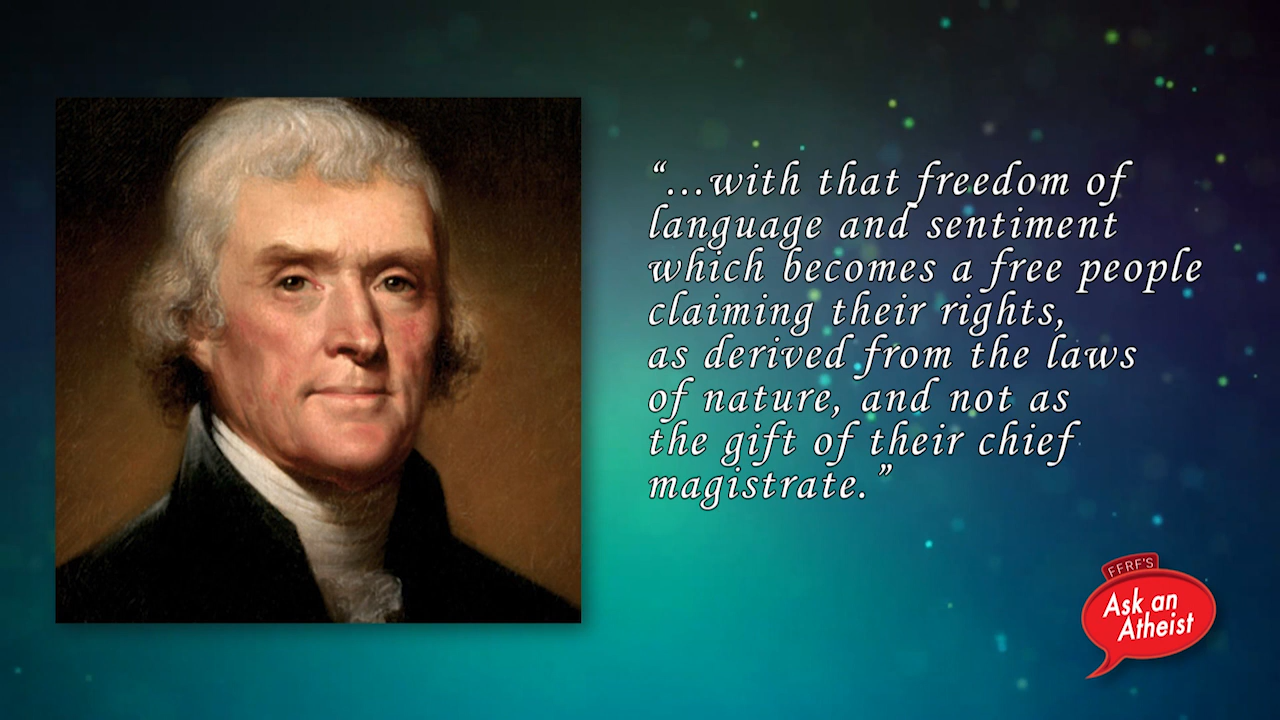 “...with that freedom of
language and sentiment
which becomes a free people
claiming their rights,
as derived from the laws
of nature, and not as
the gift of their chief
magistrate.”
FFRF'S
Ask an
Atheist